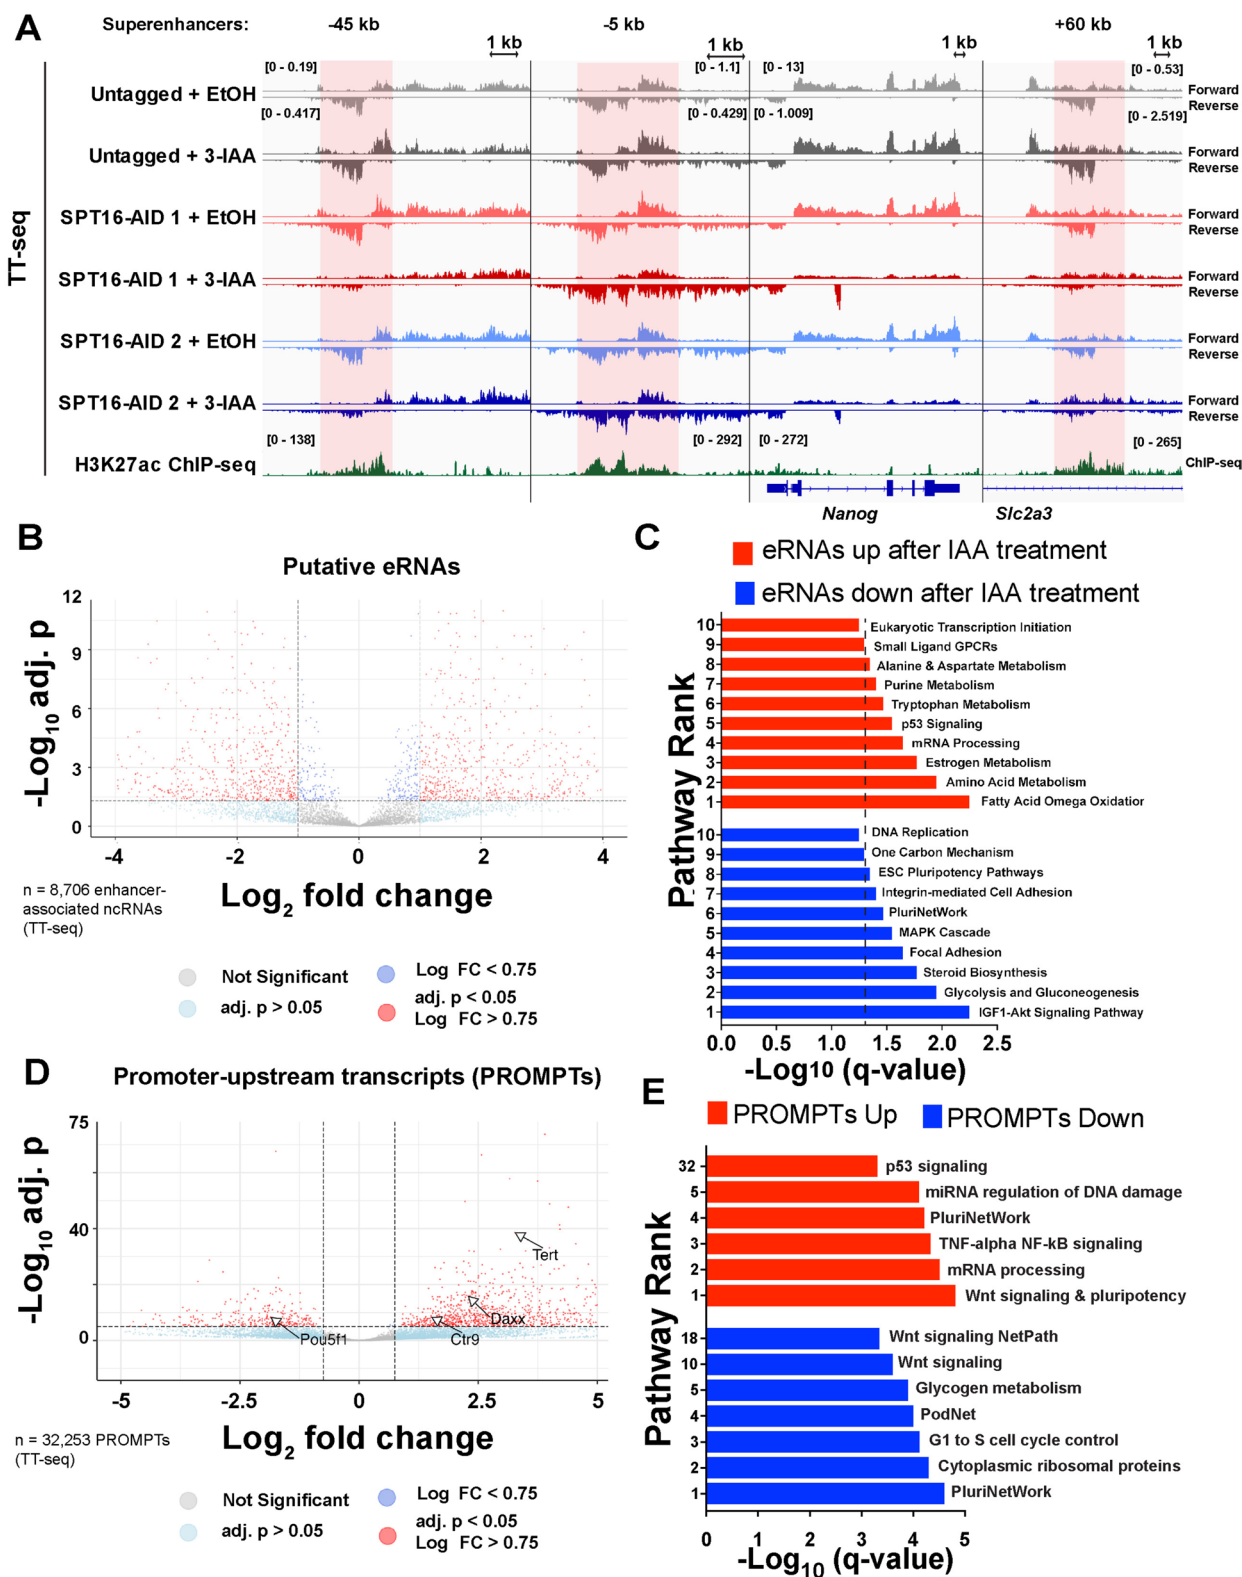 A
Superenhancers:
-45 kb
-5 kb
+60 kb
1 kb
1 kb
1 kb
1 kb
TT-seq
[0 - 0.19]
[0 - 1.1]
[0 - 13]
[0 - 0.53]
Untagged + EtOH
Forward
Reverse
[0 - 0.417]
[0 - 0.429]
[0 - 1.009]
[0 - 2.519]
Untagged + 3-IAA
Forward
Reverse
SPT16-AID 1 + EtOH
Forward
Reverse
SPT16-AID 1 + 3-IAA
Forward
Reverse
SPT16-AID 2 + EtOH
Forward
Reverse
SPT16-AID 2 + 3-IAA
Forward
Reverse
[0 - 138]
[0 - 292]
[0 - 272]
[0 - 265]
H3K27ac ChIP-seq
ChIP-seq
Nanog
Slc2a3
B
Putative eRNAs
-Log10 adj. p
12
9
6
3
0
-4
-2
0
2
4
Log2 fold change
n = 8,706 enhancer-
associated ncRNAs
(TT-seq)
Not Significant
adj. p > 0.05
Log FC < 0.75
adj. p < 0.05
Log FC > 0.75
C
eRNAs up after IAA treatment
eRNAs down after IAA treatment
Pathway Rank
10 Eukaryotic Transcription Initiation
9 Small Ligand GPCRs
8 Alanine & Aspartate Metabolism
7 Purine Metabolism
6 Tryptophan Metabolism
5 p53 Signaling
4 mRNA Processing
3 Estrogen Metabolism
2 Amino Acid Metabolism
1 Fatty Acid Omega Oxidatior
10 DNA Replication
9 One Carbon Mechanism
8 ESC Pluripotency Pathways
7 Integrin-mediated Cell Adhesion
6 PluriNetWork
5 MAPK Cascade
4 Focal Adhesion
3 Steroid Biosynthesis
2 Glycolysis and Gluconeogenesis
1 IGF1-Akt Signaling Pathway
0.0 0.5 1.0 1.5 2.0 2.5
-Log10 (q-value)
D
Promoter-upstream transcripts (PROMPTs)
-Log10 adj. p
75
40
0
Tert
Daxx
Ctr9
Pou5f1
-5
-2.5
0
2.5
5
Log2 fold change
n = 32,253 PROMPTs
(TT-seq)
Not Significant
adj. p > 0.05
Log FC < 0.75
adj. p < 0.05
Log FC > 0.75
E
PROMPTs Up
PROMPTs Down
Pathway Rank
32 p53 signaling
5 miRNA regulation of DNA damage
4 PluriNetWork
3 TNF-alpha NF-kB signaling
2 mRNA processing
1 Wnt signaling & pluripotency
18 Wnt signaling NetPath
10 Wnt signaling
5 Glycogen metabolism
4 PodNet
3 G1 to S cell cycle control
2 Cytoplasmic ribosomal proteins
1 PluriNetWork
0 1 2 3 4 5
-Log10 (q-value)